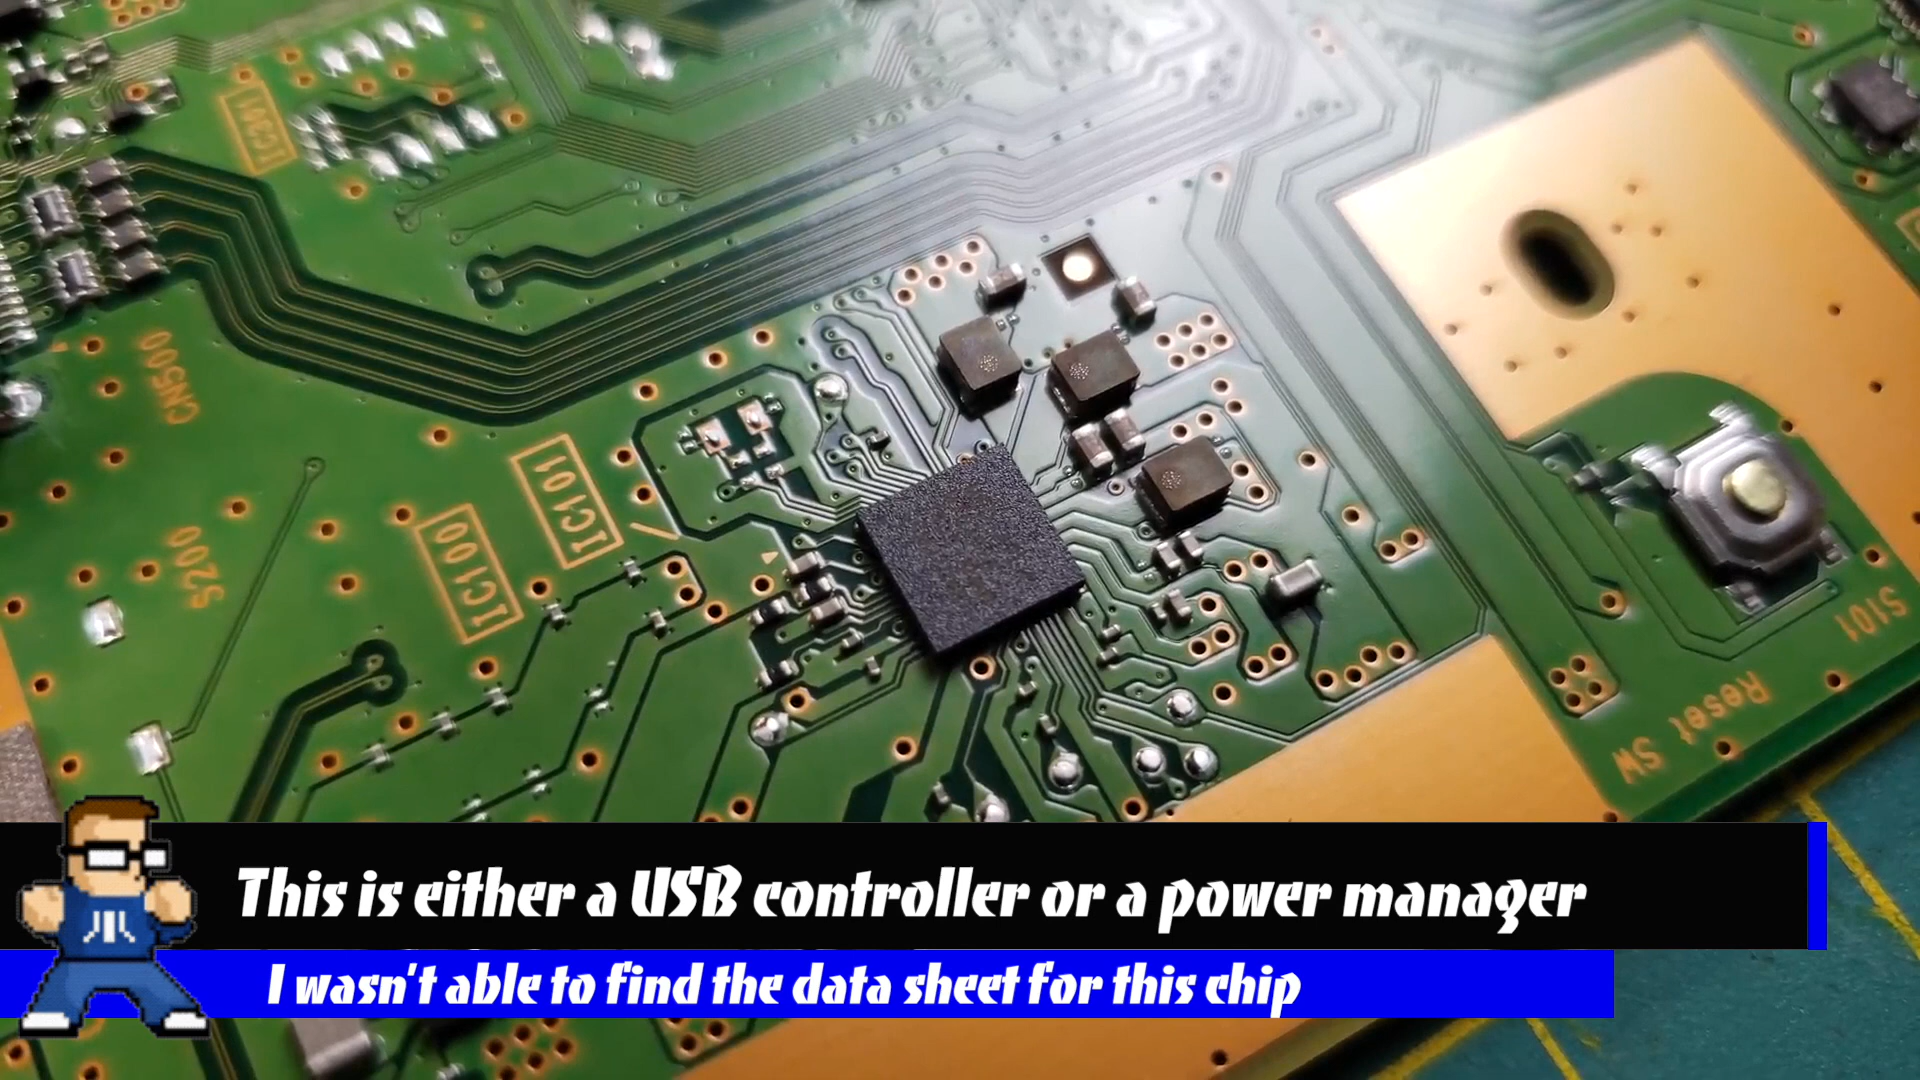 IC301
CN500
IC101
IC100
S200
S101
Reset SW
This is either a USB controller or a power manager
I wasn't able to find the data sheet for this chip